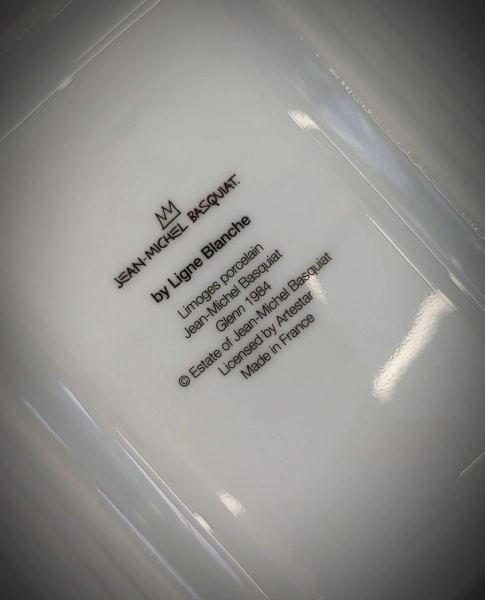 JEAN-MICHEL BASQUIAT.
by Ligne Blanche
Limoges porcelain
Jean-Michel Basquiat
Glenn 1984
© Estate of Jean-Michel Basquiat
Licensed by Artestar
Made in France